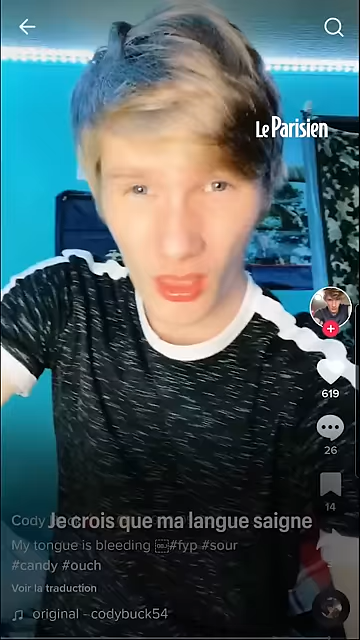 Le Parisien
619
26
14
Cody
Je crois que ma langue saigne
My tongue is bleeding #fyp #sour
#candy #ouch
Voir la traduction
original - codybuck54